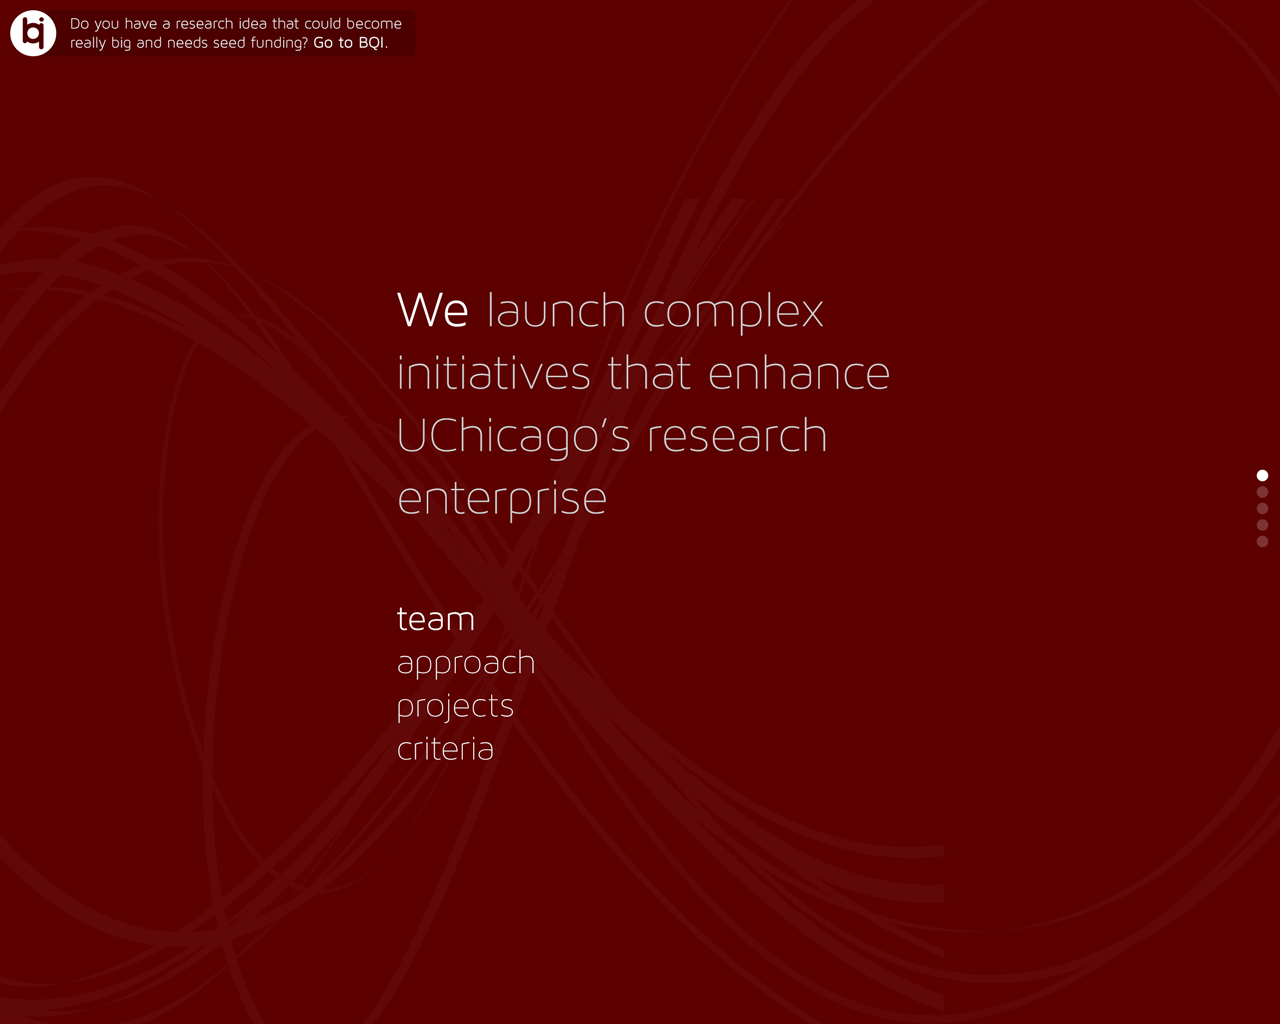 bqi
Do you have a research idea that could become
really big and needs seed funding? Go to BQI.
We launch complex
initiatives that enhance
UChicago’s research
enterprise
team
approach
projects
criteria